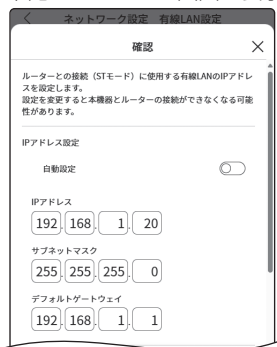 ネットワーク設定　有線LAN設定
確認
ルーターとの接続（STモード）に使用する有線LANのIPアドレ
スを設定します。
設定を変更すると本機器とルーターの接続ができなくなる可能
性があります。
IPアドレス設定
自動設定
IPアドレス
192.168.1.20
サブネットマスク
255.255.255.0
デフォルトゲートウェイ
192.168.1.1